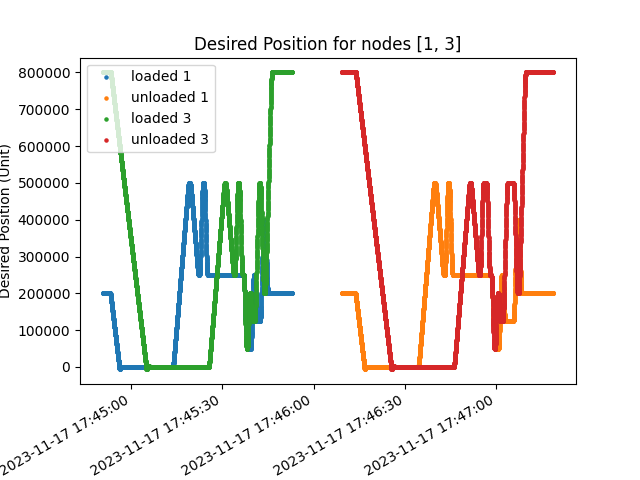 Desired Position for nodes [1, 3]
Desired Position (Unit)
800000
700000
600000
500000
400000
300000
200000
100000
0
loaded 1
unloaded 1
loaded 3
unloaded 3
2023-11-17 17:45:00
2023-11-17 17:45:30
2023-11-17 17:46:00
2023-11-17 17:46:30
2023-11-17 17:47:00